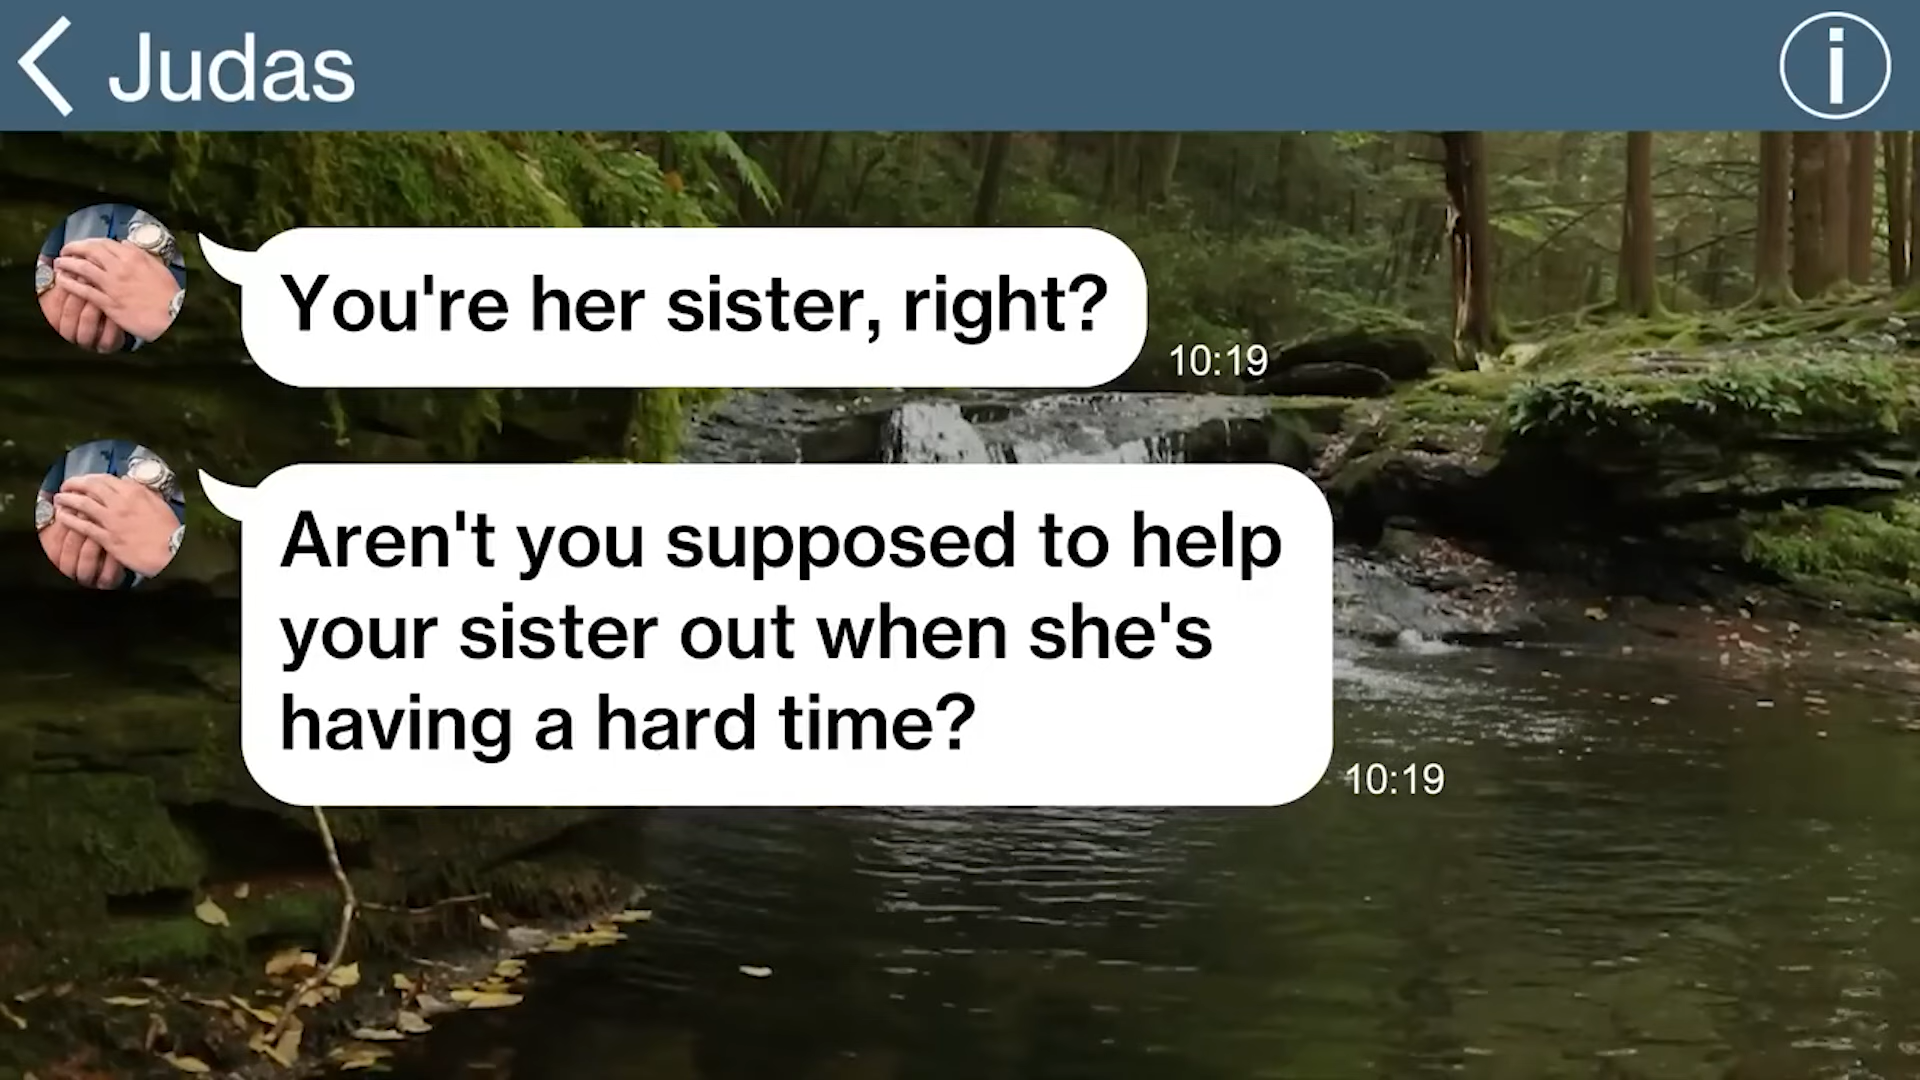 Judas
You're her sister, right?
10:19
Aren't you supposed to help
your sister out when she's
having a hard time?
10:19